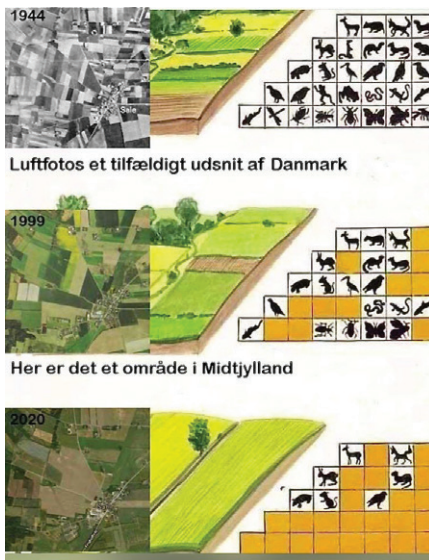 1944
Sale
Luftfotos et tilfældigt udsnit af Danmark
1999
Her er det et område i Midtjylland
2020